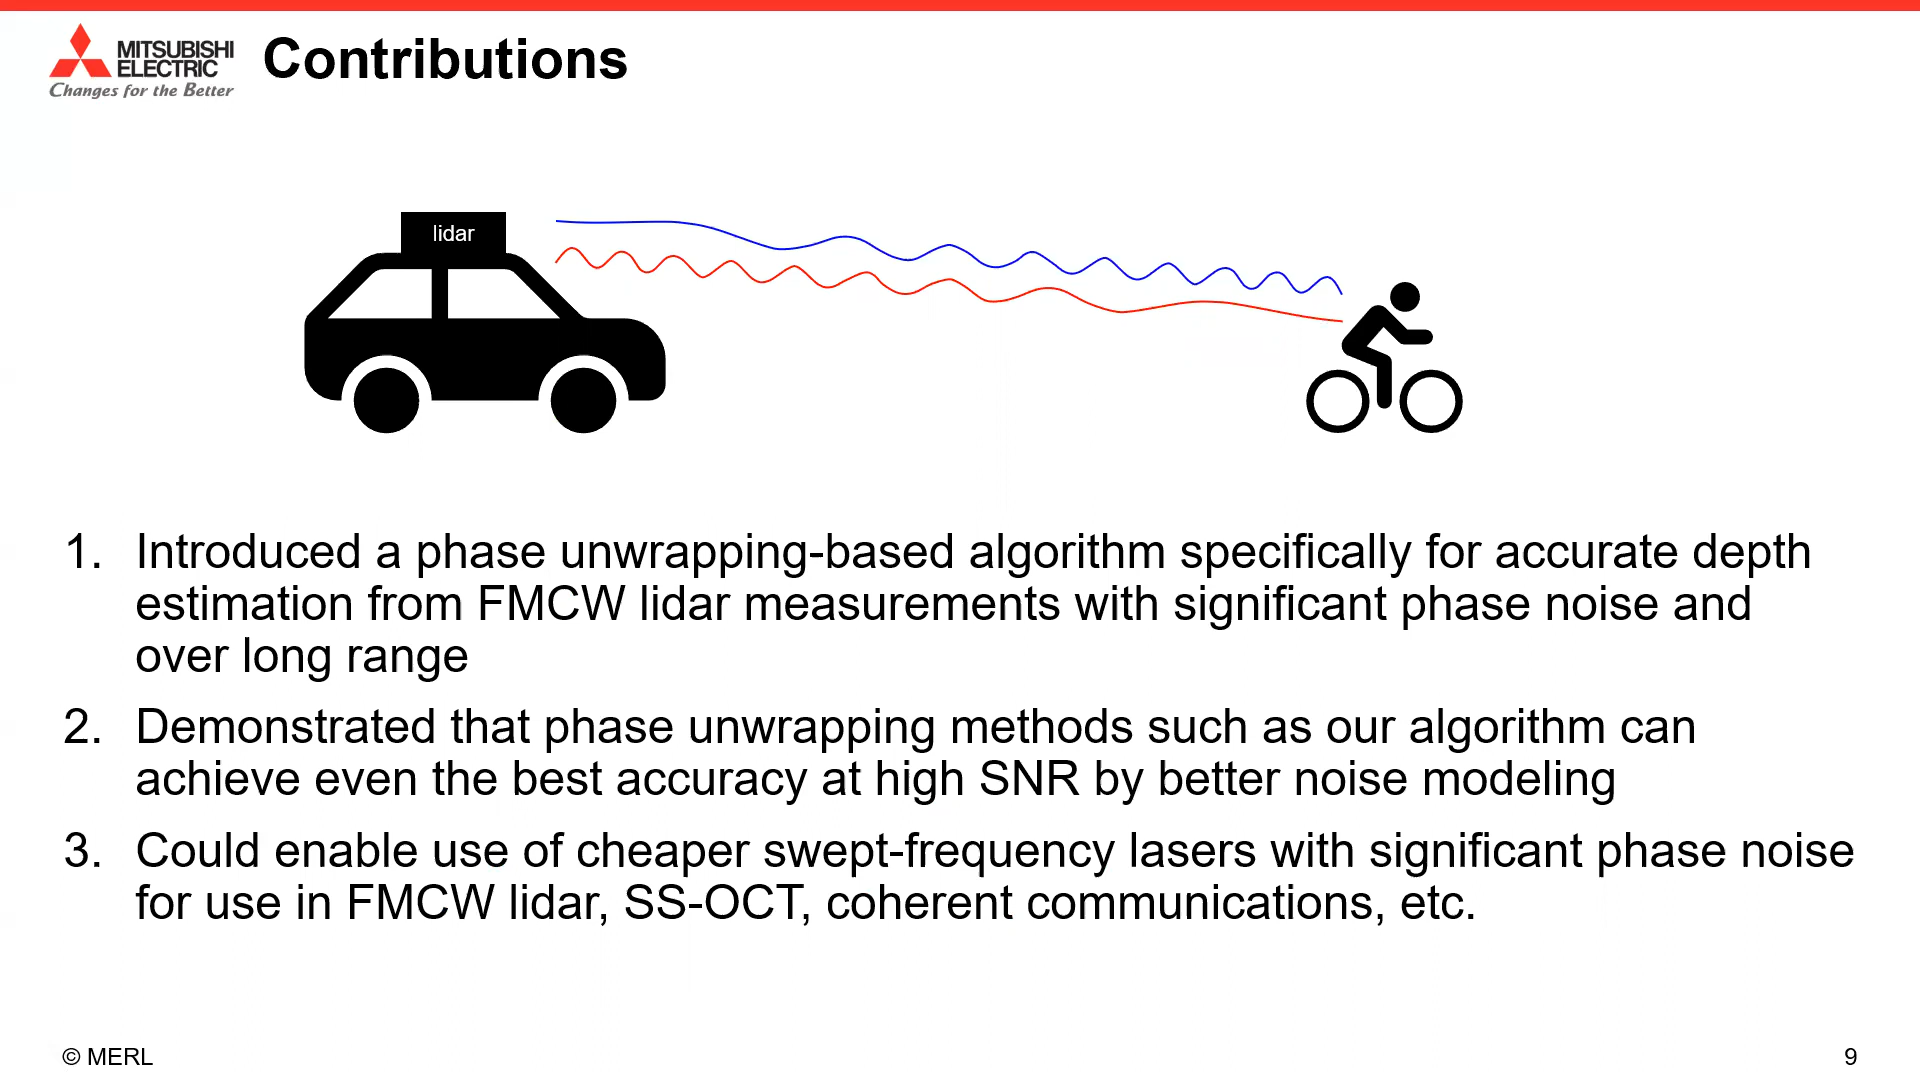 MITSUBISHI
ELECTRIC
Changes for the Better
Contributions
lidar
1. Introduced a phase unwrapping-based algorithm specifically for accurate depth
estimation from FMCW lidar measurements with significant phase noise and
over long range
2. Demonstrated that phase unwrapping methods such as our algorithm can
achieve even the best accuracy at high SNR by better noise modeling
3. Could enable use of cheaper swept-frequency lasers with significant phase noise
for use in FMCW lidar, SS-OCT, coherent communications, etc.
© MERL
9